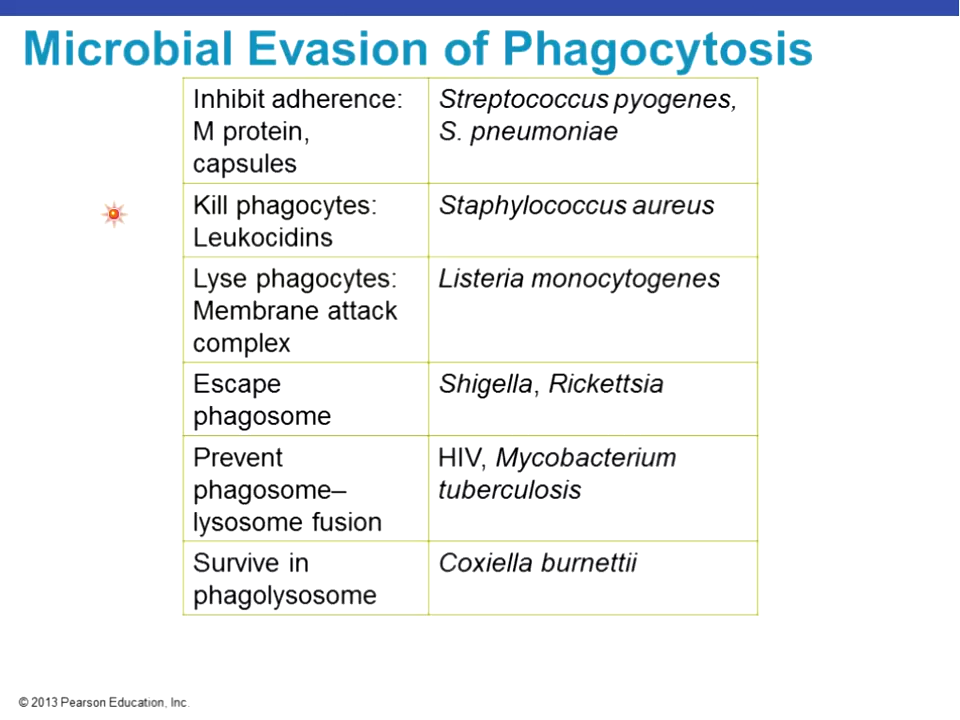 Microbial Evasion of Phagocytosis
Inhibit adherence:
M protein,
capsules
Streptococcus pyogenes,
S. pneumoniae
Kill phagocytes:
Leukocidins
Staphylococcus aureus
Lyse phagocytes:
Membrane attack
complex
Listeria monocytogenes
Escape
phagosome
Shigella, Rickettsia
Prevent
phagosome–
lysosome fusion
HIV, Mycobacterium
tuberculosis
Survive in
phagolysosome
Coxiella burnettii
© 2013 Pearson Education, Inc.